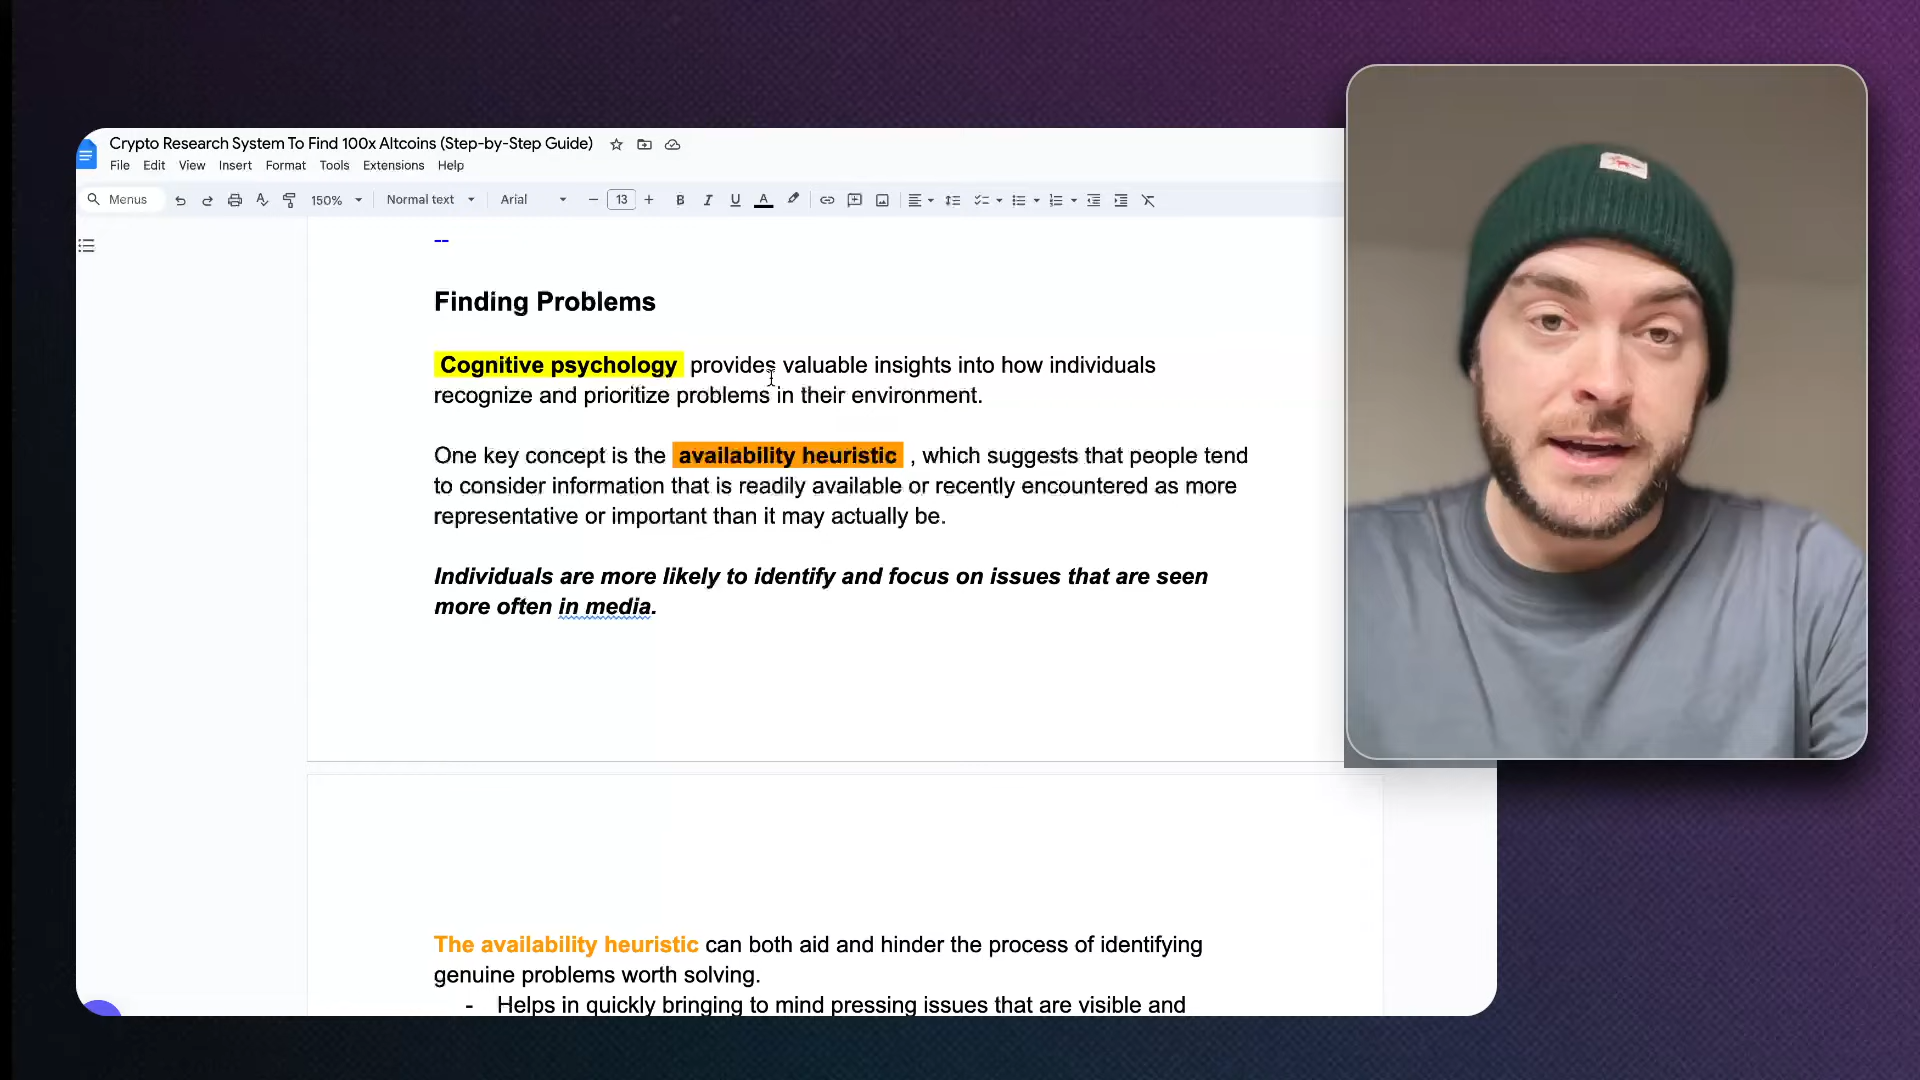 Crypto Research System To Find 100x Altcoins (Step-by-Step Guide)
File Edit View Insert Format Tools Extensions Help
Menus 150% Normal text Arial 13 B I U A
--
Finding Problems
Cognitive psychology provides valuable insights into how individuals
recognize and prioritize problems in their environment.
One key concept is the availability heuristic , which suggests that people tend
to consider information that is readily available or recently encountered as more
representative or important than it may actually be.
Individuals are more likely to identify and focus on issues that are seen
more often in media.
The availability heuristic can both aid and hinder the process of identifying
genuine problems worth solving.
- Helps in quickly bringing to mind pressing issues that are visible and